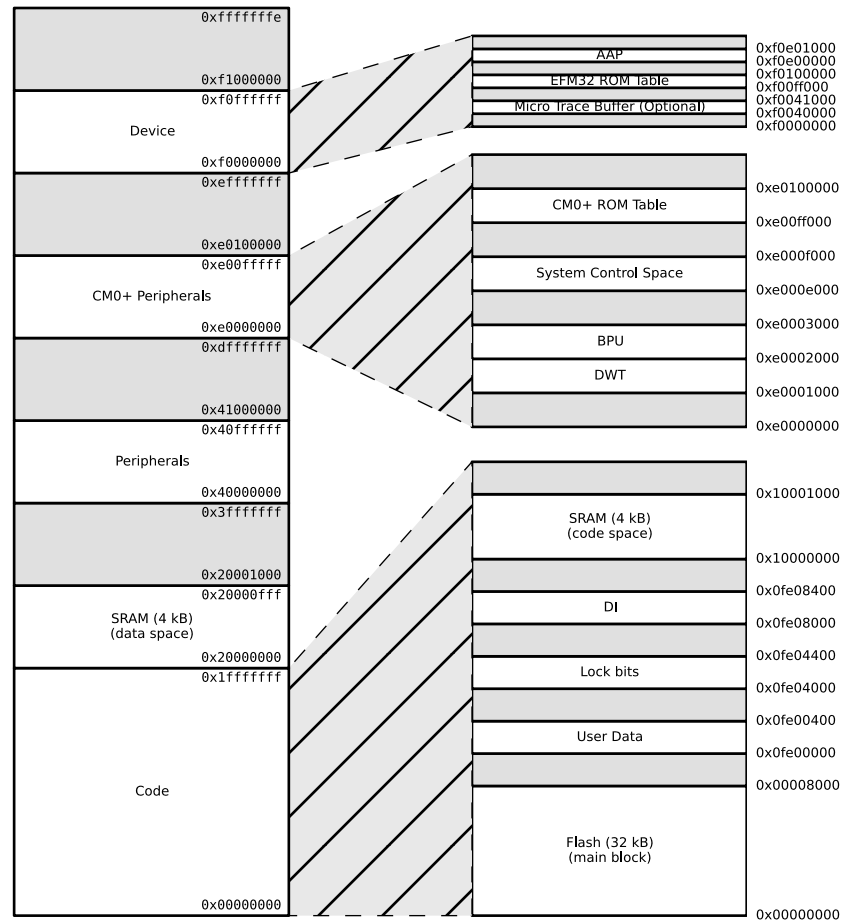 0xfffffffe
0xf1000000
0xf0ffffff
Device
0xf0000000
0xefffffff
0xe0100000
0xe00fffff
CM0+ Peripherals
0xe0000000
0xdfffffff
0x41000000
0x40ffffff
Peripherals
0x40000000
0x3fffffff
0x20001000
0x20000fff
SRAM (4 kB)
(data space)
0x20000000
0x1fffffff
Code
0x00000000
0xf0e01000
AAP
0xf0e00000
0xf0100000
EFM32 ROM Table
0xf00ff000
0xf0041000
Micro Trace Buffer (Optional)
0xf0040000
0xf0000000
0xe0100000
CM0+ ROM Table
0xe00ff000
0xe000f000
System Control Space
0xe000e000
0xe0003000
BPU
0xe0002000
DWT
0xe0001000
0xe0000000
0x10001000
SRAM (4 kB)
(code space)
0x10000000
0x0fe08400
DI
0x0fe08000
0x0fe04400
Lock bits
0x0fe04000
0x0fe00400
User Data
0x0fe00000
0x00008000
Flash (32 kB)
(main block)
0x00000000